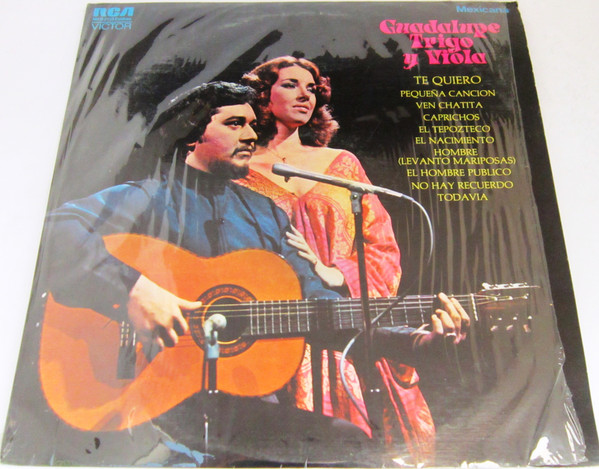 RCA
VICTOR
Mexicana
Guadalupe
Trigo
y Viola
TE QUIERO
PEQUEÑA CANCION
VEN CHATITA
CAPRICHOS
EL TEPOZTECO
EL NACIMIENTO
HOMBRE
(LEVANTO MARIPOSAS)
EL HOMBRE PUBLICO
NO HAY RECUERDO
TODAVIA